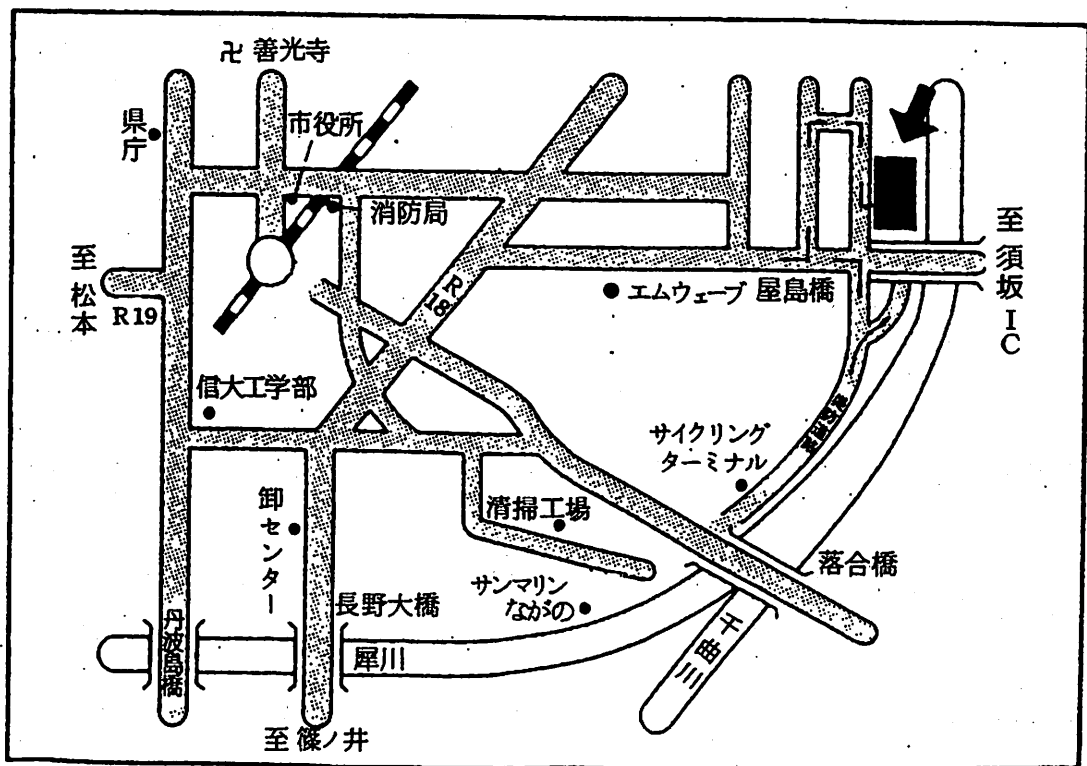 卍 善光寺
県庁
市役所
消防局
至松本
R19
R18
エムウェーブ
屋島橋
至須坂IC
信大工学部
サイクリング
ターミナル
卸センター
清掃工場
落合橋
サンマリン
ながの
長野大橋
丹波島橋
犀川
千曲川
至 篠ノ井